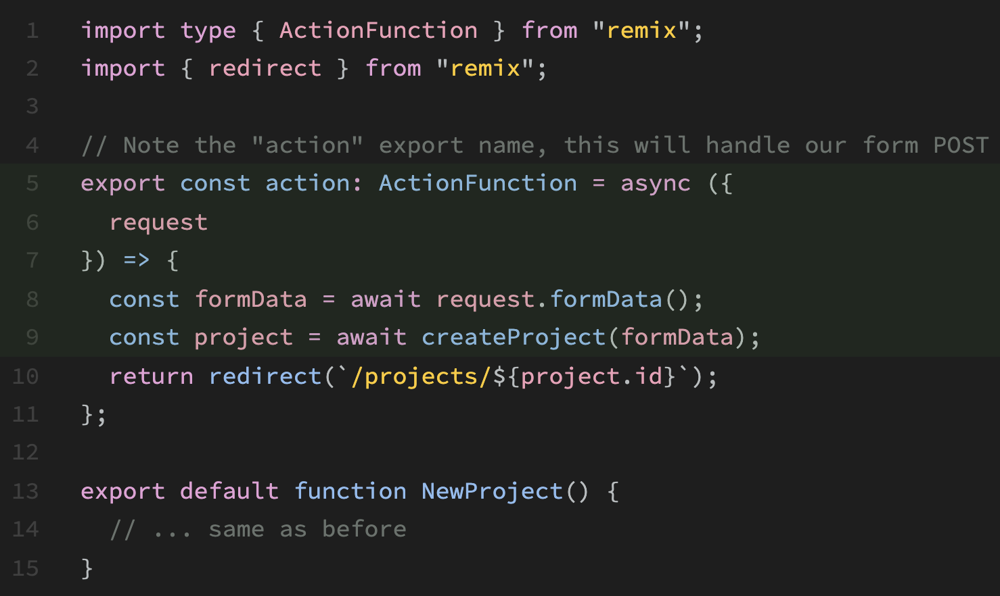 1 import type { ActionFunction } from "remix";
2 import { redirect } from "remix";
3
4 // Note the "action" export name, this will handle our form POST
5 export const action: ActionFunction = async ({
6   request
7 }) => {
8   const formData = await request.formData();
9   const project = await createProject(formData);
10   return redirect(`/projects/${project.id}`);
11 };
12
13 export default function NewProject() {
14   // ... same as before
15 }